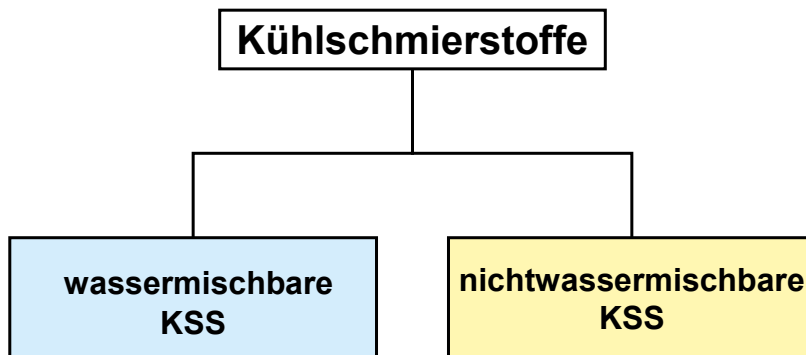 Kühlschmierstoffe
wassermischbare
KSS
nichtwassermischbare
KSS